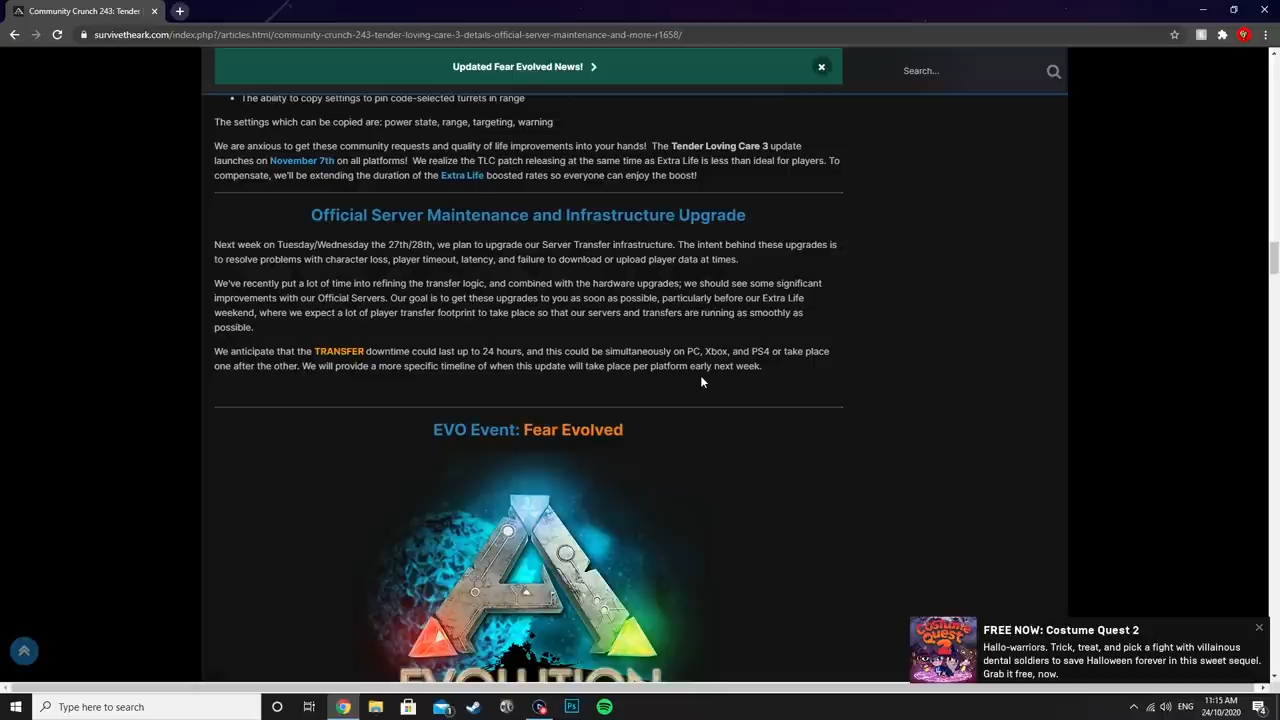 Community Crunch 243: Tender
survivetheark.com/index.php?/articles.html/community-crunch-243-tender-loving-care-3-details-official-server-maintenance-and-more-r1658/
Updated Fear Evolved News!
Search...
The ability to copy settings to pin code-selected turrets in range
The settings which can be copied are: power state, range, targeting, warning
We are anxious to get these community requests and quality of life improvements into your hands! The Tender Loving Care 3 update
launches on November 7th on all platforms! We realize the TLC patch releasing at the same time as Extra Life is less than ideal for players. To
compensate, we'll be extending the duration of the Extra Life boosted rates so everyone can enjoy the boost!
Official Server Maintenance and Infrastructure Upgrade
Next week on Tuesday/Wednesday the 27th/28th, we plan to upgrade our Server Transfer infrastructure. The intent behind these upgrades is
to resolve problems with character loss, player timeout, latency, and failure to download or upload player data at times.
We've recently put a lot of time into refining the transfer logic, and combined with the hardware upgrades; we should see some significant
improvements with our Official Servers. Our goal is to get these upgrades to you as soon as possible, particularly before our Extra Life
weekend, where we expect a lot of player transfer footprint to take place so that our servers and transfers are running as smoothly as
possible.
We anticipate that the TRANSFER downtime could last up to 24 hours, and this could be simultaneously on PC, Xbox, and PS4 or take place
one after the other. We will provide a more specific timeline of when this update will take place per platform early next week.
EVO Event: Fear Evolved
EVOLUTION
COSTUME QUEST 2
FREE NOW: Costume Quest 2
Hallo-warriors. Trick, treat, and pick a fight with villainous
dental soldiers to save Halloween forever in this sweet sequel.
Grab it free, now.
Type here to search
Ps
ENG
11:15 AM
24/10/2020